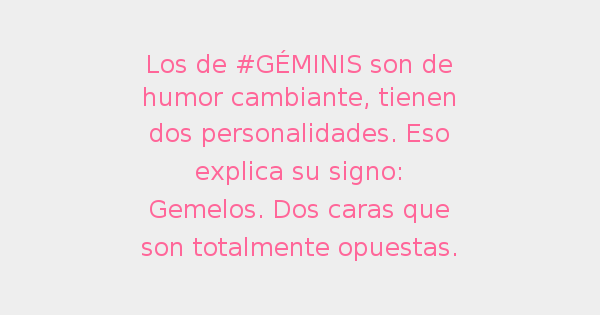 Los de #GÉMINIS son de
humor cambiante, tienen
dos personalidades. Eso
explica su signo:
Gemelos. Dos caras que
son totalmente opuestas.